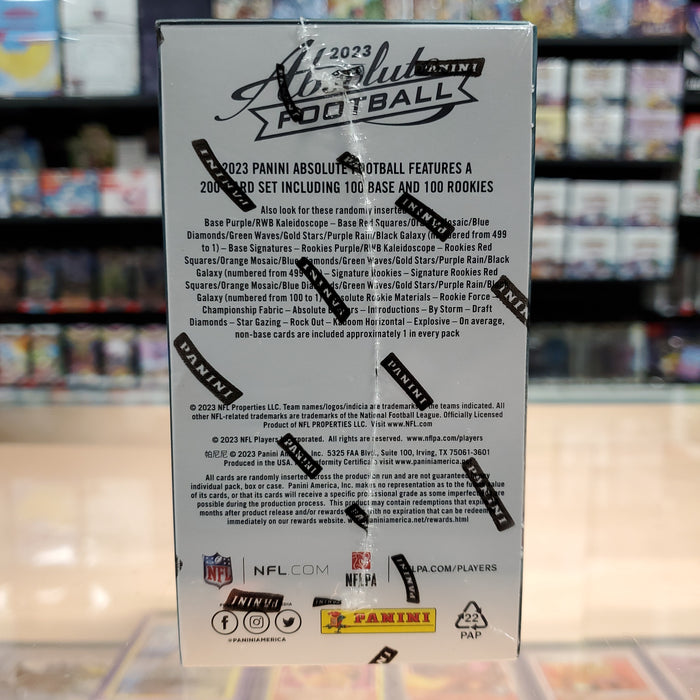 2023
Absolute
FOOTBALL
2023 PANINI ABSOLUTE FOOTBALL FEATURES A
200 CARD SET INCLUDING 100 BASE AND 100 ROOKIES
Also look for these randomly inserted
Base Purple/RWB Kaleidoscope – Base Red Squares/Orange Mosaic/Blue
Diamonds/Green Waves/Gold Stars/Purple Rain/Black Galaxy (numbered from 499
to 1) – Base Signatures – Rookies Purple/RWB Kaleidoscope – Rookies Red
Squares/Orange Mosaic/Blue Diamonds/Green Waves/Gold Stars/Purple Rain/Black
Galaxy (numbered from 499 – Signature Rookies – Signature Rookies Red
Squares/Orange Mosaic/Blue Diamonds/Green Waves/Gold Stars/Purple Rain/Black
Galaxy (numbered from 100 to 1) – Absolute Rookie Materials – Rookie Force –
Championship Fabric – Absolute – Introductions – By Storm – Draft
Diamonds – Star Gazing – Rock Out – Kaboom Horizontal – Explosive – On average,
non-base cards are included approximately 1 in every pack
© 2023 NFL Properties LLC. Team names/logos/indicia are trademarks of the teams indicated. All
other NFL-related trademarks are trademarks of the National Football League. Officially Licensed
Product of NFL PROPERTIES LLC. Visit www.NFL.com
© 2023 NFL Players Incorporated. All rights are reserved. www.nflpa.com/players
帕尼尼 © 2023 Panini America, Inc. 5325 FAA Blvd., Suite 100, Irving, TX 75061-3601
Produced in the USA. Conformity Certificate visit www.paniniamerica.net
All cards are randomly inserted across the production run and are not guaranteed in any
individual pack, box or case. Panini America, Inc. makes no representation as to the future value
of its cards, or that its cards will receive a specific professional grade as some imperfections are
possible during the production process. This product may contain redemptions that expire
months after product release and/or rewards with no expiration that can be redeemed
immediately on our rewards website. www.paniniamerica.net/rewards.html
NFL
NFL.COM
NFLPA
NFLPA.COM/PLAYERS
@PANINIAMERICA
PANINI
22
PAP